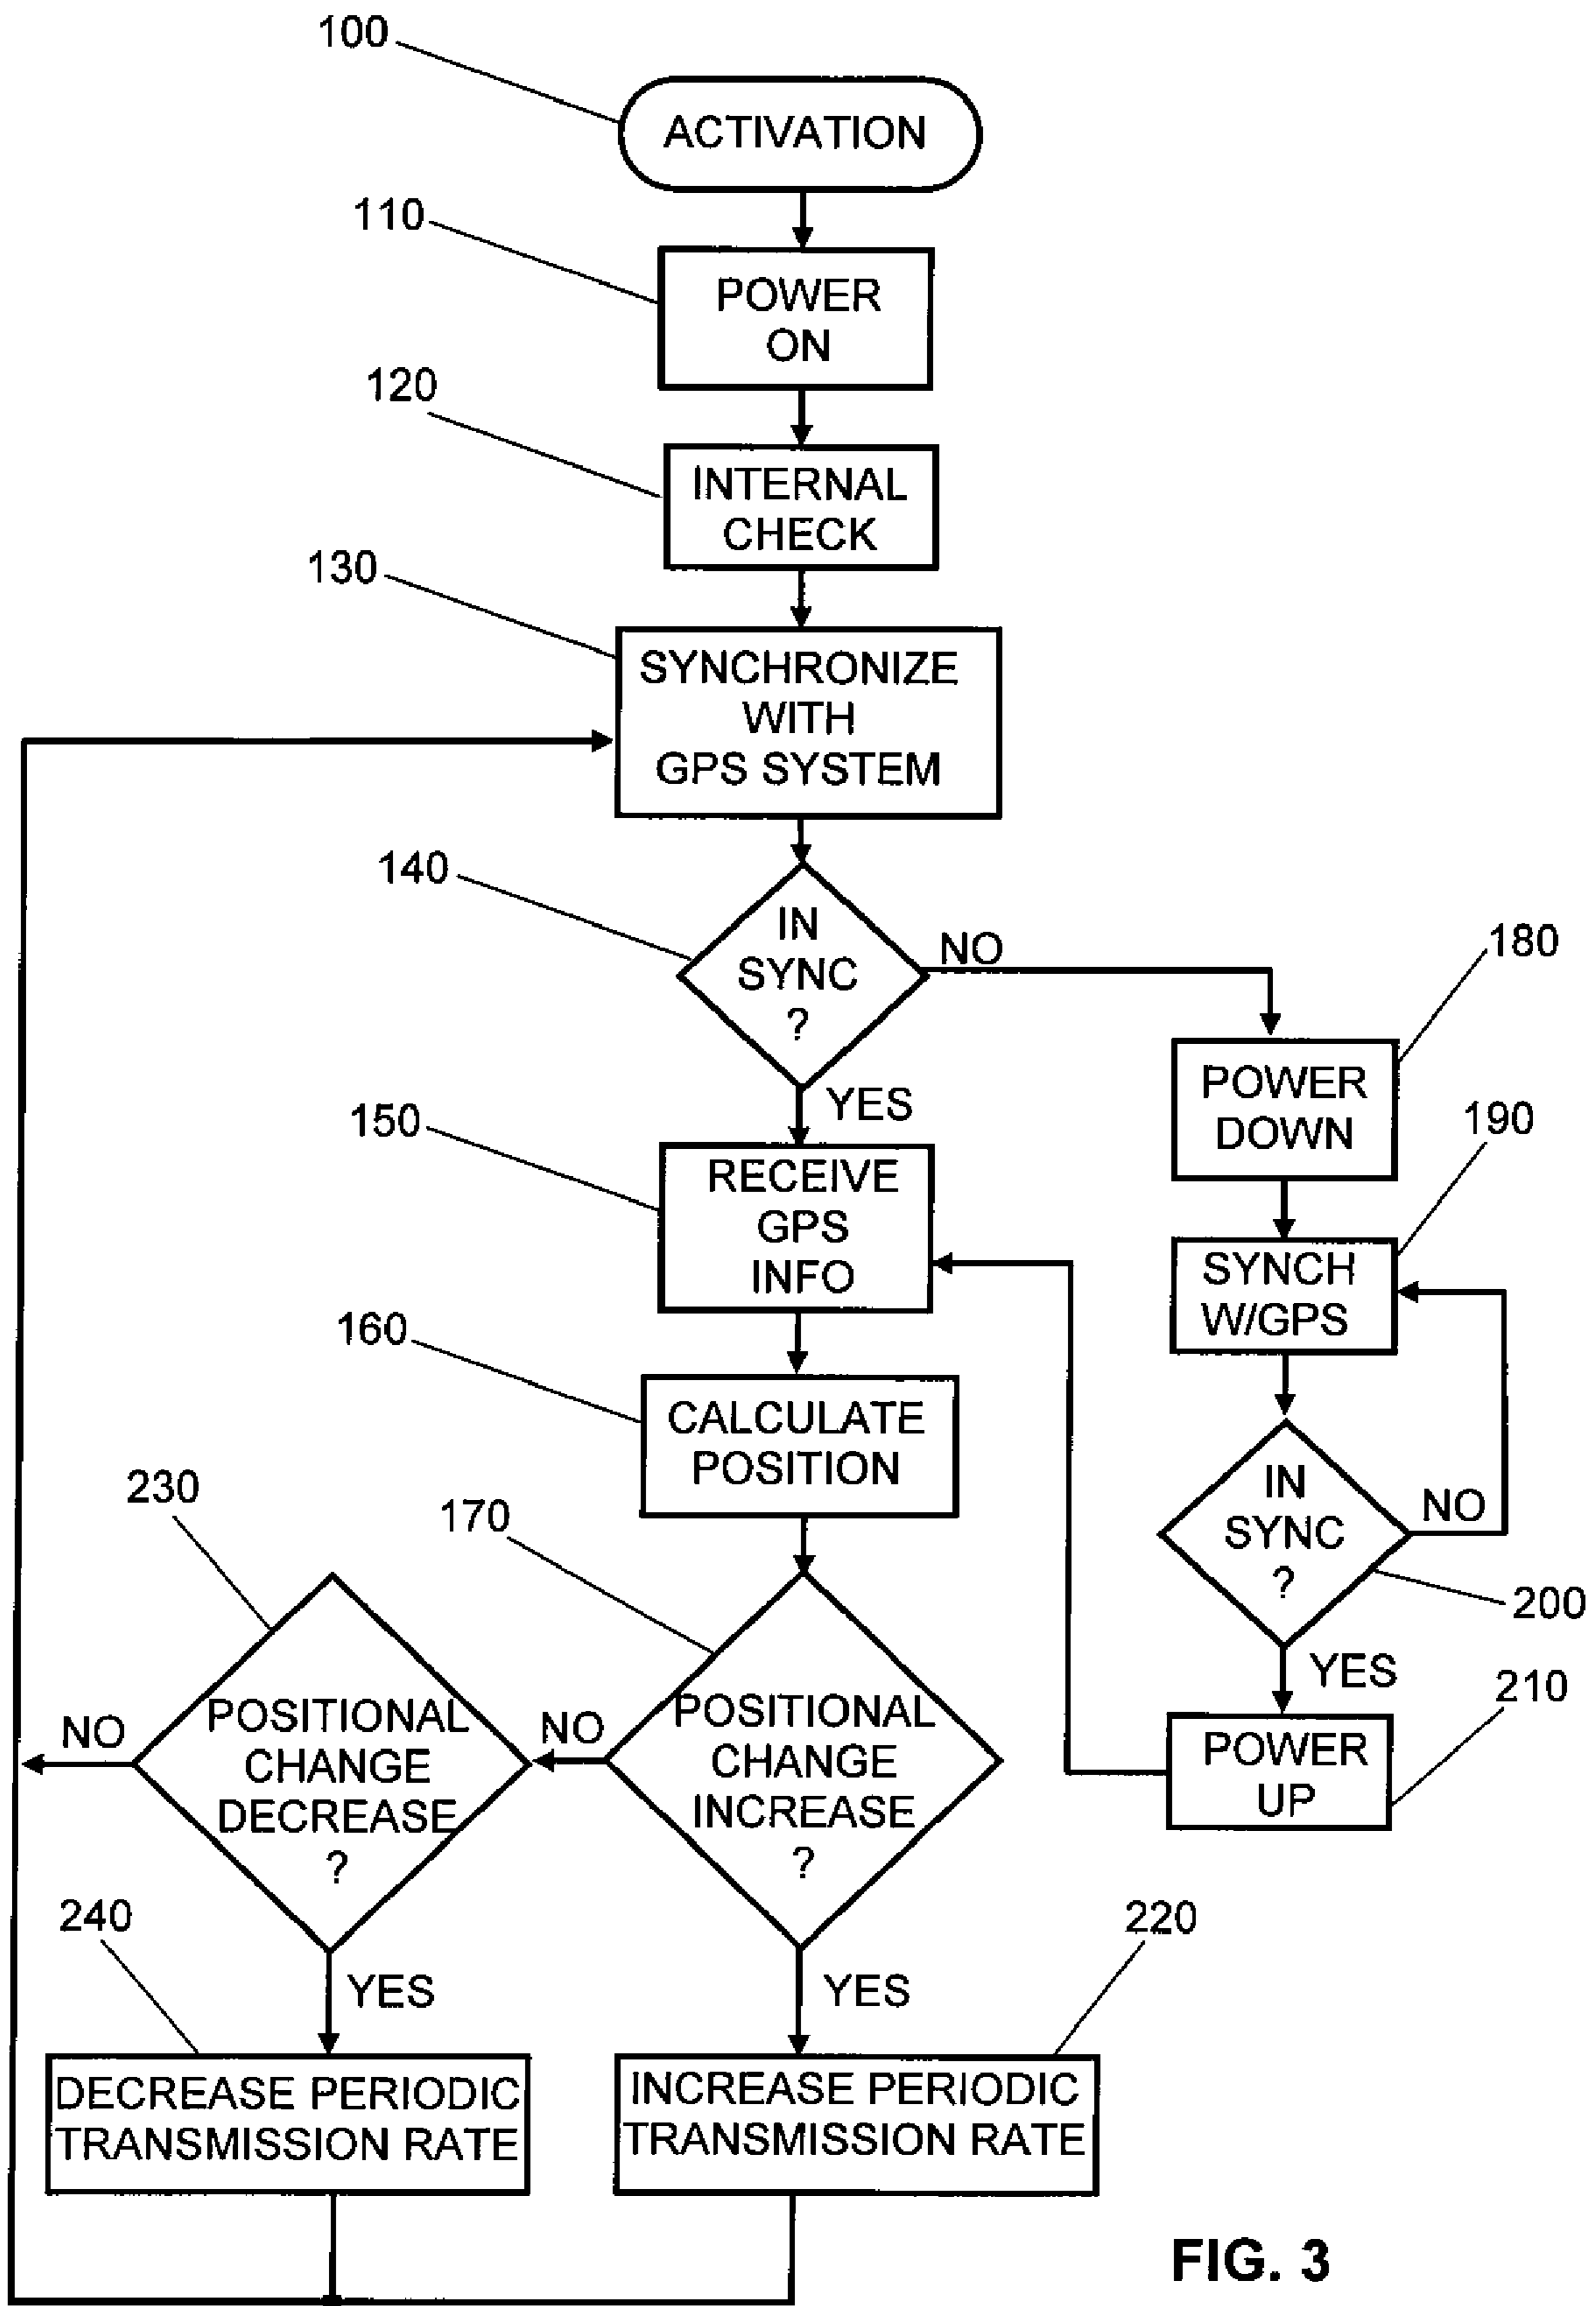 100
ACTIVATION
110
POWER
ON
120
INTERNAL
CHECK
130
SYNCHRONIZE
WITH
GPS SYSTEM
140
IN
SYNC
?
NO
180
POWER
DOWN
YES
150
RECEIVE
GPS
INFO
190
SYNCH
W/GPS
160
CALCULATE
POSITION
IN
SYNC
?
NO
200
YES
210
POWER
UP
170
POSITIONAL
CHANGE
INCREASE
?
NO
230
POSITIONAL
CHANGE
DECREASE
?
NO
240
YES
DECREASE PERIODIC
TRANSMISSION RATE
220
YES
INCREASE PERIODIC
TRANSMISSION RATE
FIG. 3